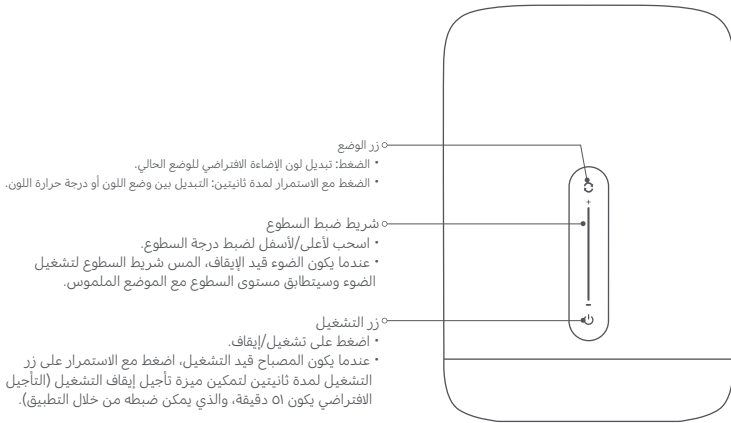 زر الوضع
• الضغط: تبديل لون الإضاءة الافتراضي للوضع الحالي.
• الضغط مع الاستمرار لمدة ثانيتين: التبديل بين وضع اللون أو درجة حرارة اللون.
شريط ضبط السطوع
• اسحب لأعلى/لأسفل لضبط درجة السطوع.
• عندما يكون الضوء قيد الإيقاف، المس شريط السطوع لتشغيل
الضوء وسيتطابق مستوى السطوع مع الموضع الملموس.
زر التشغيل
• اضغط على تشغيل/إيقاف.
• عندما يكون المصباح قيد التشغيل، اضغط مع الاستمرار على زر
التشغيل لمدة ثانيتين لتمكين ميزة تأجيل إيقاف التشغيل (التأجيل
الافتراضي يكون ٥١ دقيقة، والذي يمكن ضبطه من خلال التطبيق).
+
-